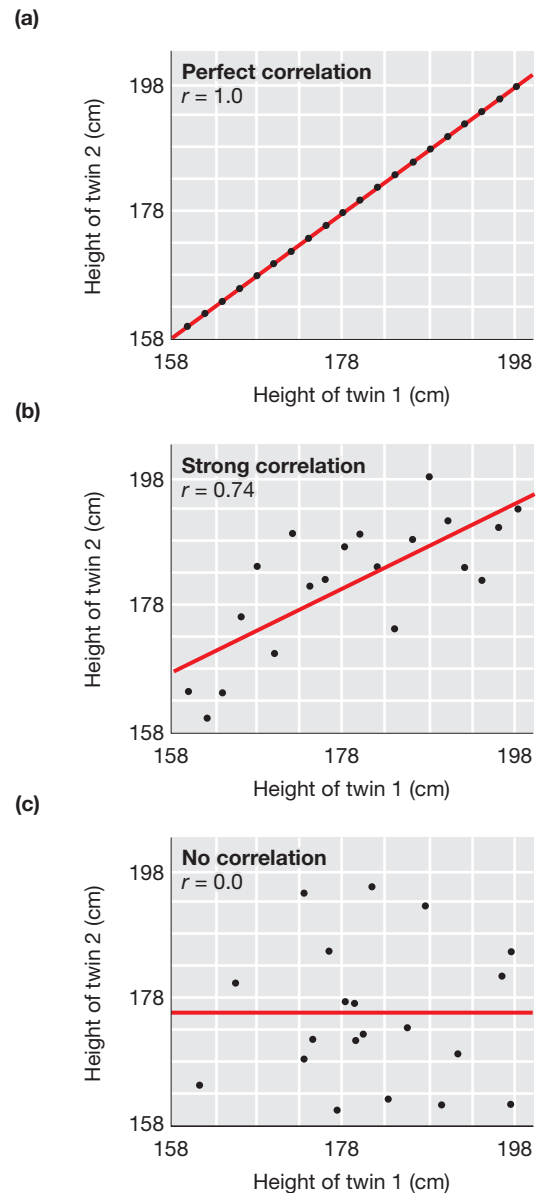 (a)
Perfect correlation
r = 1.0
198
178
158
Height of twin 2 (cm)
158 178 198
Height of twin 1 (cm)
(b)
Strong correlation
r = 0.74
198
178
158
Height of twin 2 (cm)
158 178 198
Height of twin 1 (cm)
(c)
No correlation
r = 0.0
198
178
158
Height of twin 2 (cm)
158 178 198
Height of twin 1 (cm)